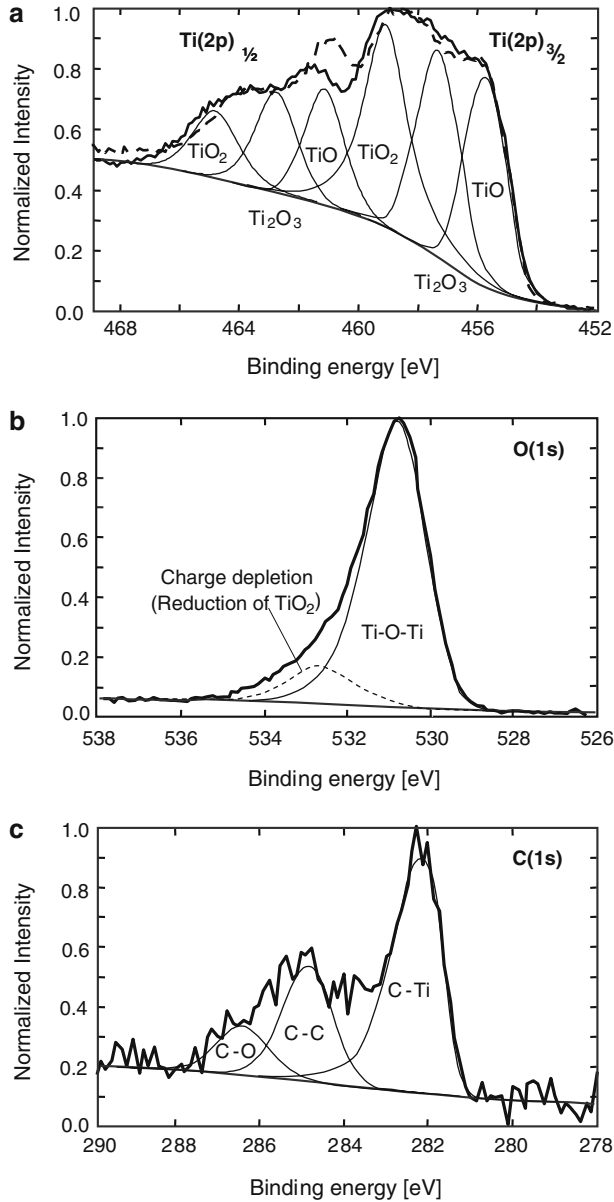 a
Ti(2p) ½
Ti(2p)3/2
Normalized Intensity
1.0
0.8
0.6
0.4
0.2
0.0
TiO2
TiO
TiO2
TiO
Ti2O3
Ti2O3
468 464 460 456 452
Binding energy [eV]
b
O(1s)
Normalized Intensity
1.0
0.8
0.6
0.4
0.2
0.0
Charge depletion
(Reduction of TiO2)
Ti-O-Ti
538 536 534 532 530 528 526
Binding energy [eV]
c
C(1s)
Normalized Intensity
1.0
0.8
0.6
0.4
0.2
0.0
C-Ti
C-C
C-O
290 288 286 284 282 280 278
Binding energy [eV]